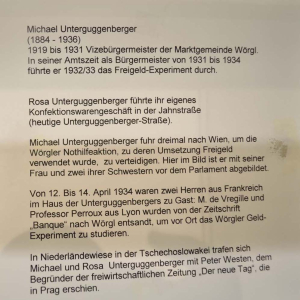 Michael Unterguggenberger
(1884 - 1936)
1919 bis 1931 Vizebürgermeister der Marktgemeinde Wörgl.
In seiner Amtszeit als Bürgermeister von 1931 bis 1934
führte er 1932/33 das Freigeld-Experiment durch.
Rosa Unterguggenberger führte ihr eigenes
Konfektionswarengeschäft in der Jahnstraße
(heutige Unterguggenberger-Straße).
Michael Unterguggenberger fuhr dreimal nach Wien, um die
Wörgler Nothilfeaktion, zu deren Umsetzung Freigeld
verwendet wurde, zu verteidigen. Hier im Bild ist er mit seiner
Frau und zwei ihrer Schwestern vor dem Parlament abgebildet.
Von 12. Bis 14. April 1934 waren zwei Herren aus Frankreich
im Haus der Unterguggenbergers zu Gast: M. de Vregille und
Professor Perroux aus Lyon wurden von der Zeitschrift
„Banque" nach Wörgl entsandt, um vor Ort das Wörgler Geld-
Experiment zu studieren.
In Niederländewiese in der Tschechoslowakei trafen sich
Michael und Rosa Unterguggenberger mit Peter Westen, dem
Begründer der freiwirtschaftlichen Zeitung „Der neue Tag", die
in Prag erschien.